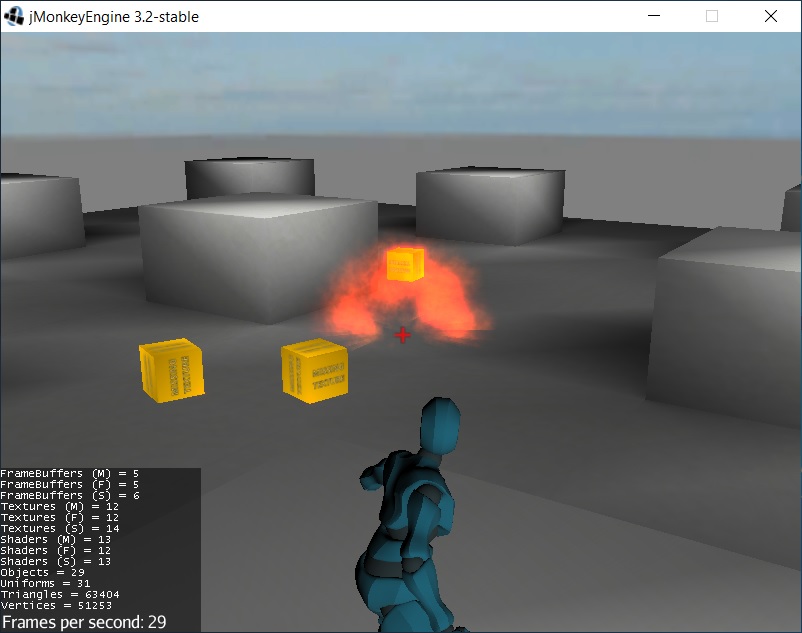 jMonkeyEngine 3.2-stable
FrameBuffers (M) = 5
FrameBuffers (F) = 5
FrameBuffers (S) = 6
Textures (M) = 12
Textures (F) = 12
Textures (S) = 14
Shaders (M) = 13
Shaders (F) = 12
Shaders (S) = 13
Objects = 29
Uniforms = 31
Triangles = 63404
Vertices = 51253
Frames per second: 29